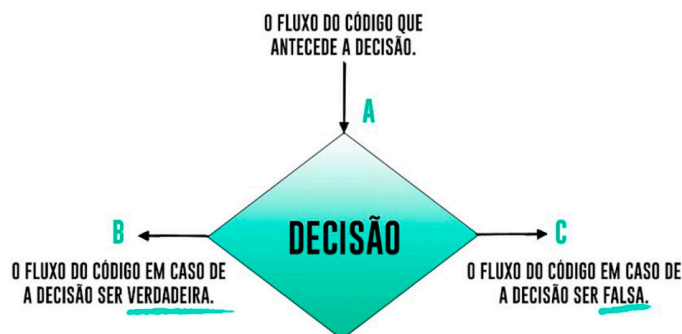 O FLUXO DO CÓDIGO QUE
ANTECEDE A DECISÃO.
A
DECISÃO
B
O FLUXO DO CÓDIGO EM CASO DE
A DECISÃO SER VERDADEIRA.
C
O FLUXO DO CÓDIGO EM CASO DE
A DECISÃO SER FALSA.